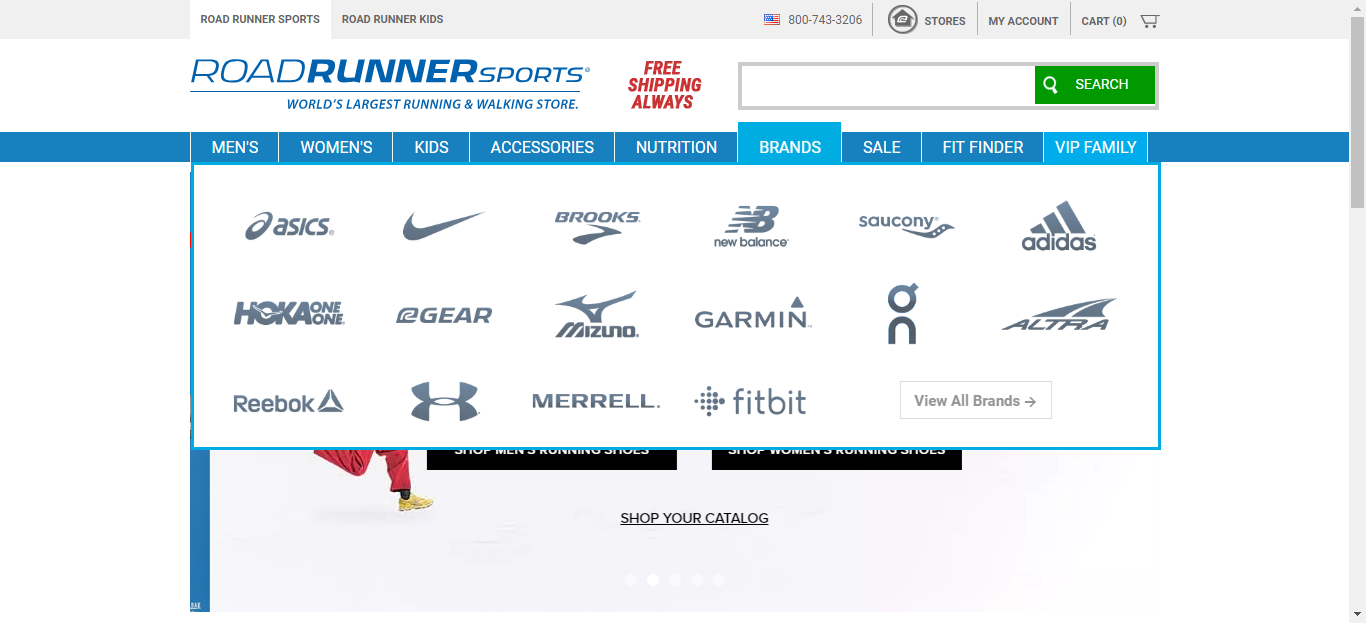 ROAD RUNNER SPORTS
ROAD RUNNER KIDS
800-743-3206
STORES
MY ACCOUNT
CART (0)
ROADRUNNERSPORTS®
WORLD'S LARGEST RUNNING & WALKING STORE.
FREE
SHIPPING
ALWAYS
SEARCH
MEN'S
WOMEN'S
KIDS
ACCESSORIES
NUTRITION
BRANDS
SALE
FIT FINDER
VIP FAMILY
asics®
BROOKS
new balance
saucony®
adidas
HOKA ONE ONE
GEAR
MIZUNO
GARMIN™
on
ALTRA
Reebok
MERRELL.
fitbit
View All Brands →
SHOP MEN'S RUNNING SHOES
SHOP WOMEN'S RUNNING SHOES
SHOP YOUR CATALOG